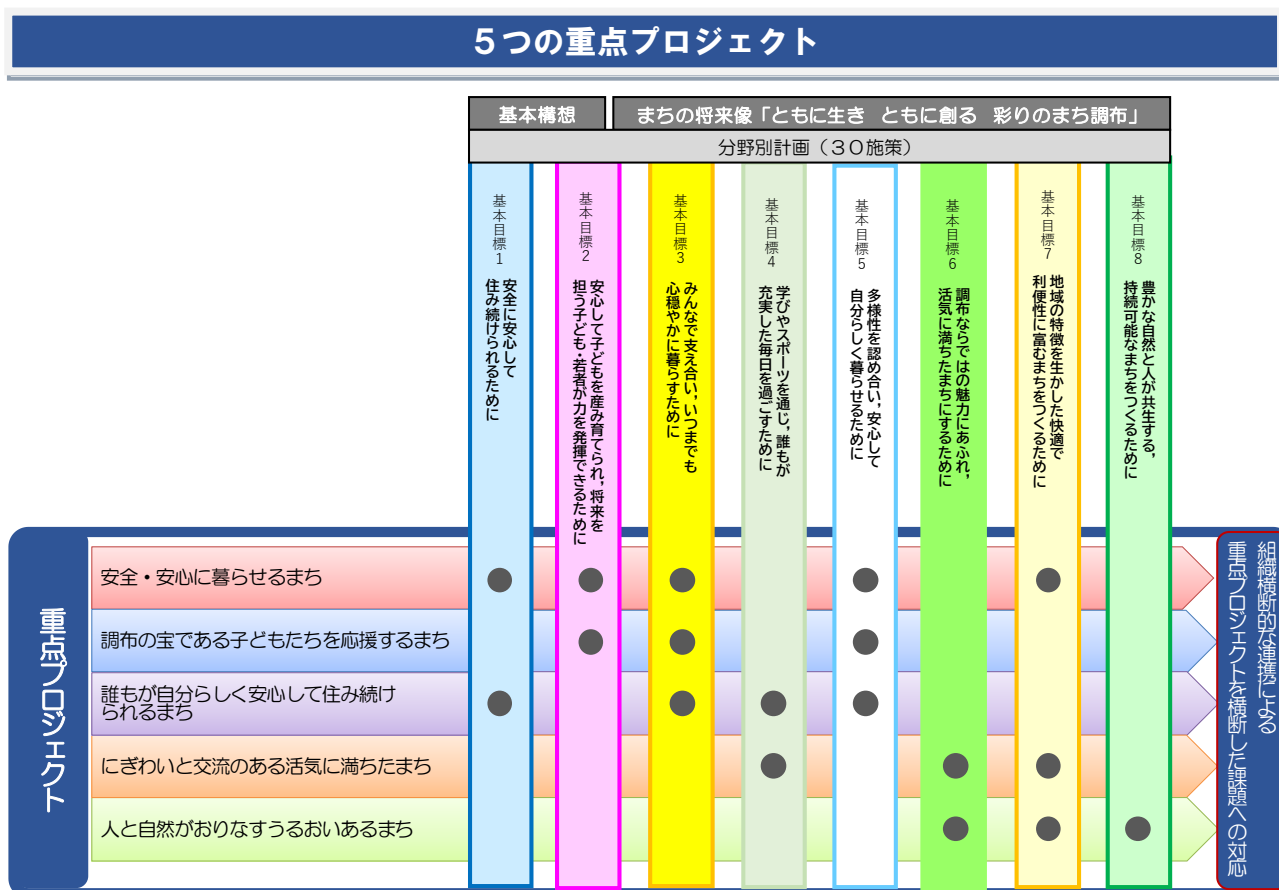 ５つの重点プロジェクト
基本構想
まちの将来像「ともに生き　ともに創る　彩りのまち調布」
分野別計画（３０施策）
基本目標1
安全に安心して
住み続けられるために
基本目標2
安心して子どもを産み育てられ，将来を
担う子ども・若者が力を発揮できるために
基本目標3
みんなで支え合い，いつまでも
心穏やかに暮らすために
基本目標4
学びやスポーツを通じ，誰もが
充実した毎日を過ごすために
基本目標5
多様性を認め合い，安心して
自分らしく暮らせるために
基本目標6
調布ならではの魅力にあふれ，
活気に満ちたまちにするために
基本目標7
地域の特徴を生かした快適で
利便性に富むまちをつくるために
基本目標8
豊かな自然と人が共生する，
持続可能なまちをつくるために
重点プロジェクト
安全・安心に暮らせるまち
調布の宝である子どもたちを応援するまち
誰もが自分らしく安心して住み続け
られるまち
にぎわいと交流のある活気に満ちたまち
人と自然がおりなすうるおいあるまち
組織横断的な連携による
重点プロジェクトを横断した課題への対応